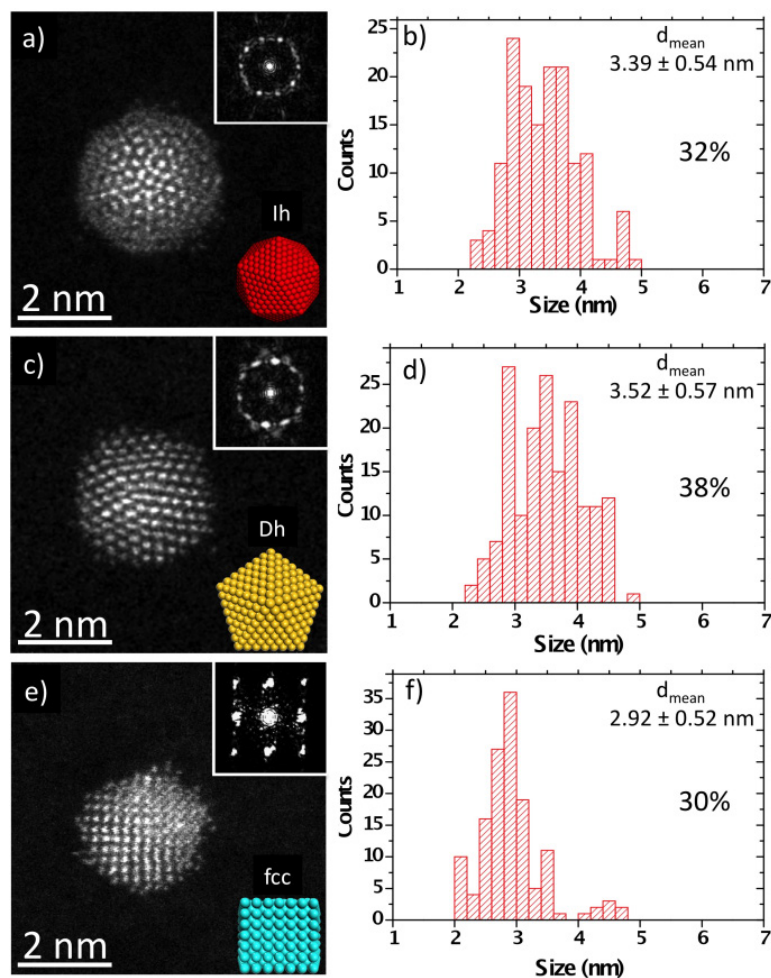 a)
Ih
2 nm
b)
d mean
3.39 ± 0.54 nm
32%
Counts
25
20
15
10
5
0
1 2 3 4 5 6 7
Size (nm)
c)
Dh
2 nm
d)
d mean
3.52 ± 0.57 nm
38%
Counts
25
20
15
10
5
0
1 2 3 4 5 6 7
Size (nm)
e)
fcc
2 nm
f)
d mean
2.92 ± 0.52 nm
30%
Counts
35
30
25
20
15
10
5
0
1 2 3 4 5 6 7
Size (nm)